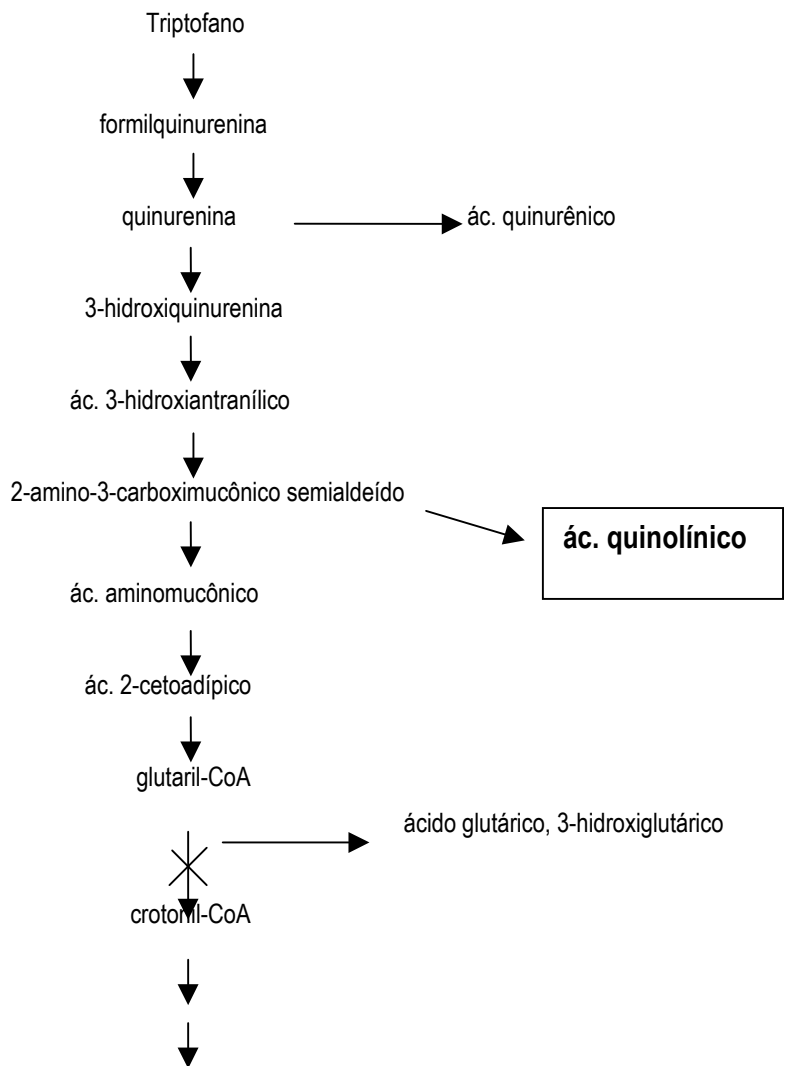 Triptofano
formilquinurenina
quinurenina
ác. quinurênico
3-hidroxiquinurenina
ác. 3-hidroxiantranílico
2-amino-3-carboximucônico semialdeído
ác. quinolínico
ác. aminomucônico
ác. 2-cetoadípico
glutaril-CoA
ácido glutárico, 3-hidroxiglutárico
crotonil-CoA